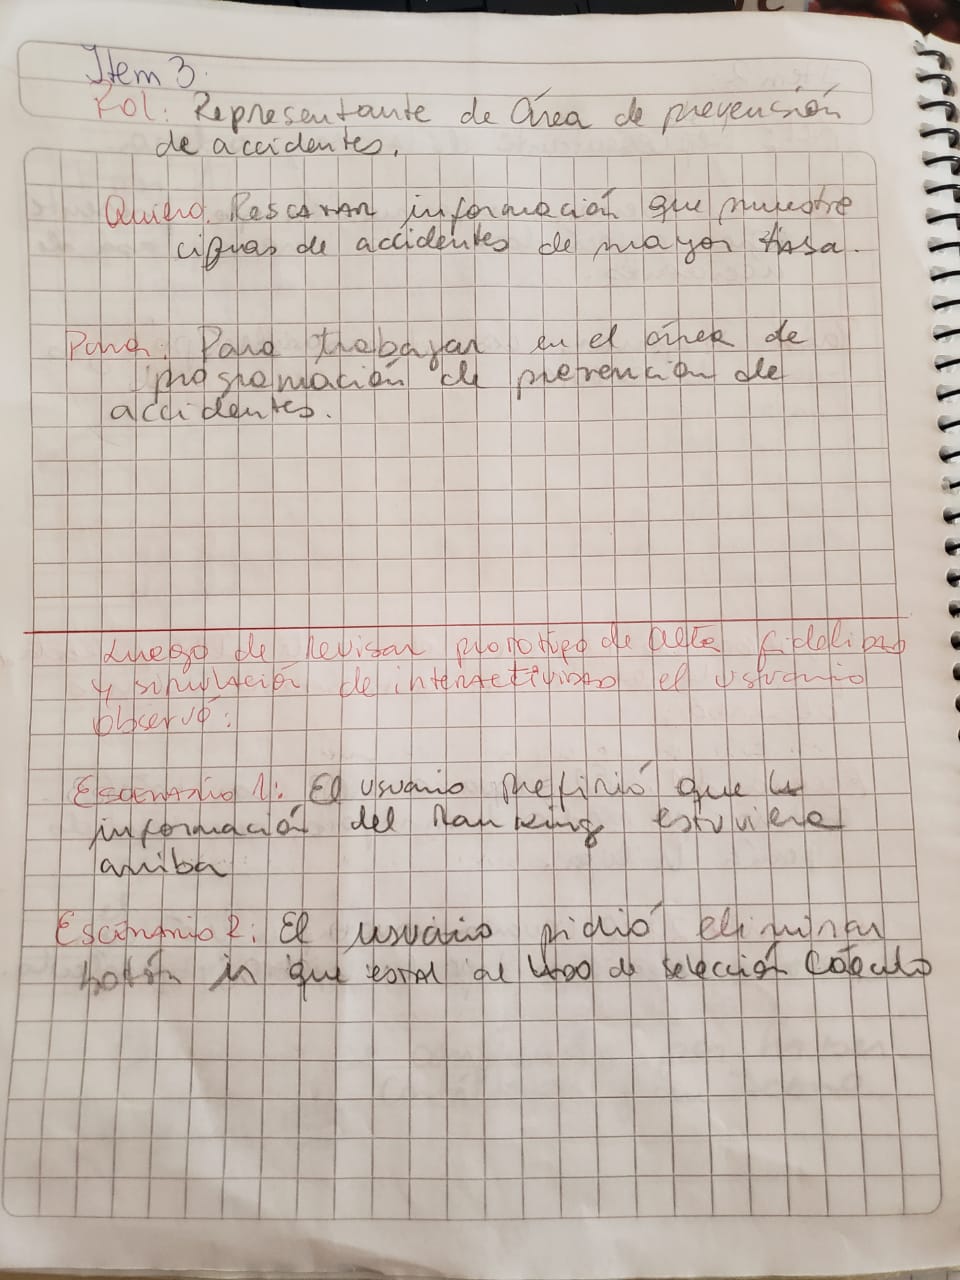 Item 3.
Rol: Representante de Área de prevención
de accidentes.
Quiero: Rescatar información que muestre
cifras de accidentes de mayor tasa.
Para: Para trabajar en el área de
programación de prevención de
accidentes.
Luego de revisar prototipo de alta fidelidad
y simulación de interactividad el usuario
observó:
Escenario 1: El usuario prefirió que la
información del Ranking estuviera
arriba
Escenario 2: El usuario pidió eliminar
botón ir que está al lado de selección Cálculo